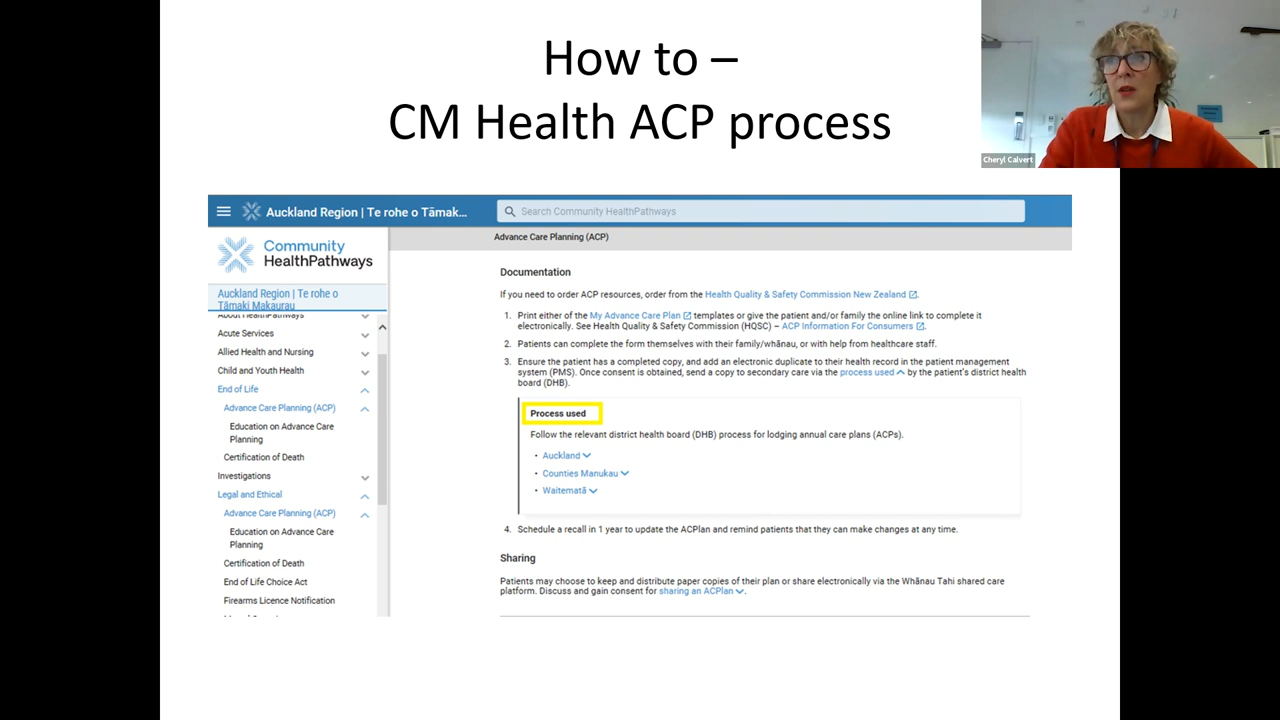 How to –
CM Health ACP process
Cheryl Calvert
Auckland Region | Te rohe o Tāmak...
Search Community HealthPathways
Community
HealthPathways
Auckland Region | Te rohe o
Tāmaki Makaurau
About HealthPathways
Acute Services
Allied Health and Nursing
Child and Youth Health
End of Life
Advance Care Planning (ACP)
Education on Advance Care
Planning
Certification of Death
Investigations
Legal and Ethical
Advance Care Planning (ACP)
Education on Advance Care
Planning
Certification of Death
End of Life Choice Act
Firearms Licence Notification
Advance Care Planning (ACP)
Documentation
If you need to order ACP resources, order from the Health Quality & Safety Commission New Zealand.
1. Print either of the My Advance Care Plan templates or give the patient and/or family the online link to complete it
electronically. See Health Quality & Safety Commission (HQSC) – ACP Information For Consumers.
2. Patients can complete the form themselves with their family/whānau, or with help from healthcare staff.
3. Ensure the patient has a completed copy, and add an electronic duplicate to their health record in the patient management
system (PMS). Once consent is obtained, send a copy to secondary care via the process used by the patient's district health
board (DHB).
Process used
Follow the relevant district health board (DHB) process for lodging annual care plans (ACPs).
• Auckland
• Counties Manukau
• Waitematā
4. Schedule a recall in 1 year to update the ACPlan and remind patients that they can make changes at any time.
Sharing
Patients may choose to keep and distribute paper copies of their plan or share electronically via the Whānau Tahi shared care
platform. Discuss and gain consent for sharing an ACPlan.